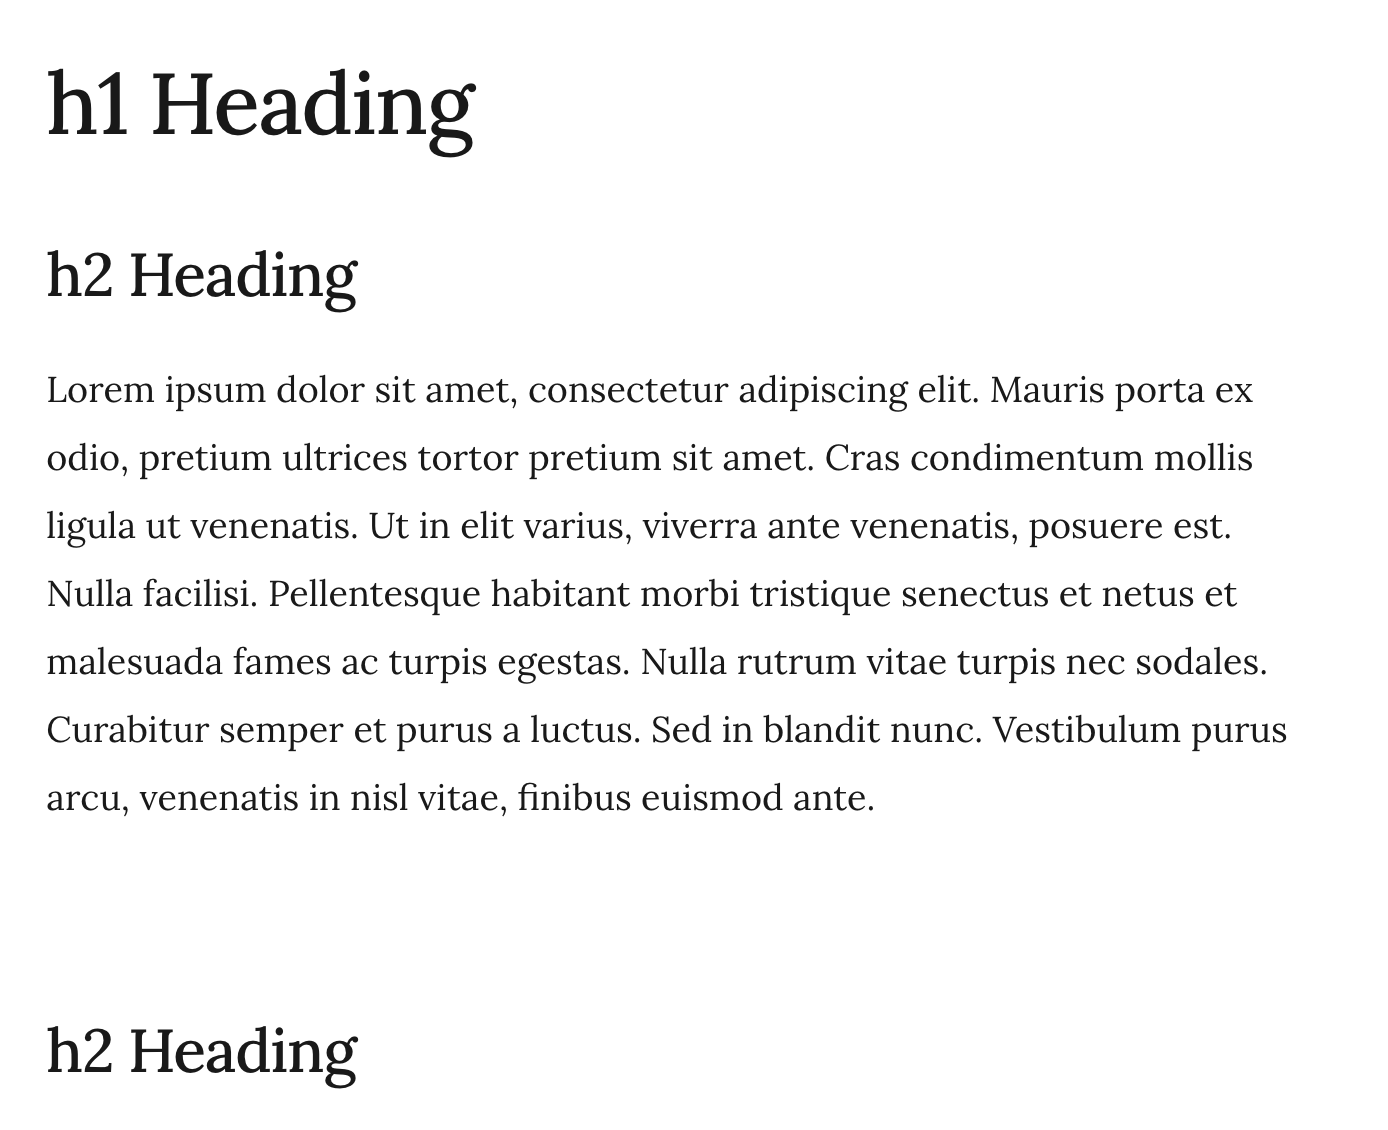 h1 Heading
h2 Heading
Lorem ipsum dolor sit amet, consectetur adipiscing elit. Mauris porta ex
odio, pretium ultrices tortor pretium sit amet. Cras condimentum mollis
ligula ut venenatis. Ut in elit varius, viverra ante venenatis, posuere est.
Nulla facilisi. Pellentesque habitant morbi tristique senectus et netus et
malesuada fames ac turpis egestas. Nulla rutrum vitae turpis nec sodales.
Curabitur semper et purus a luctus. Sed in blandit nunc. Vestibulum purus
arcu, venenatis in nisl vitae, finibus euismod ante.
h2 Heading